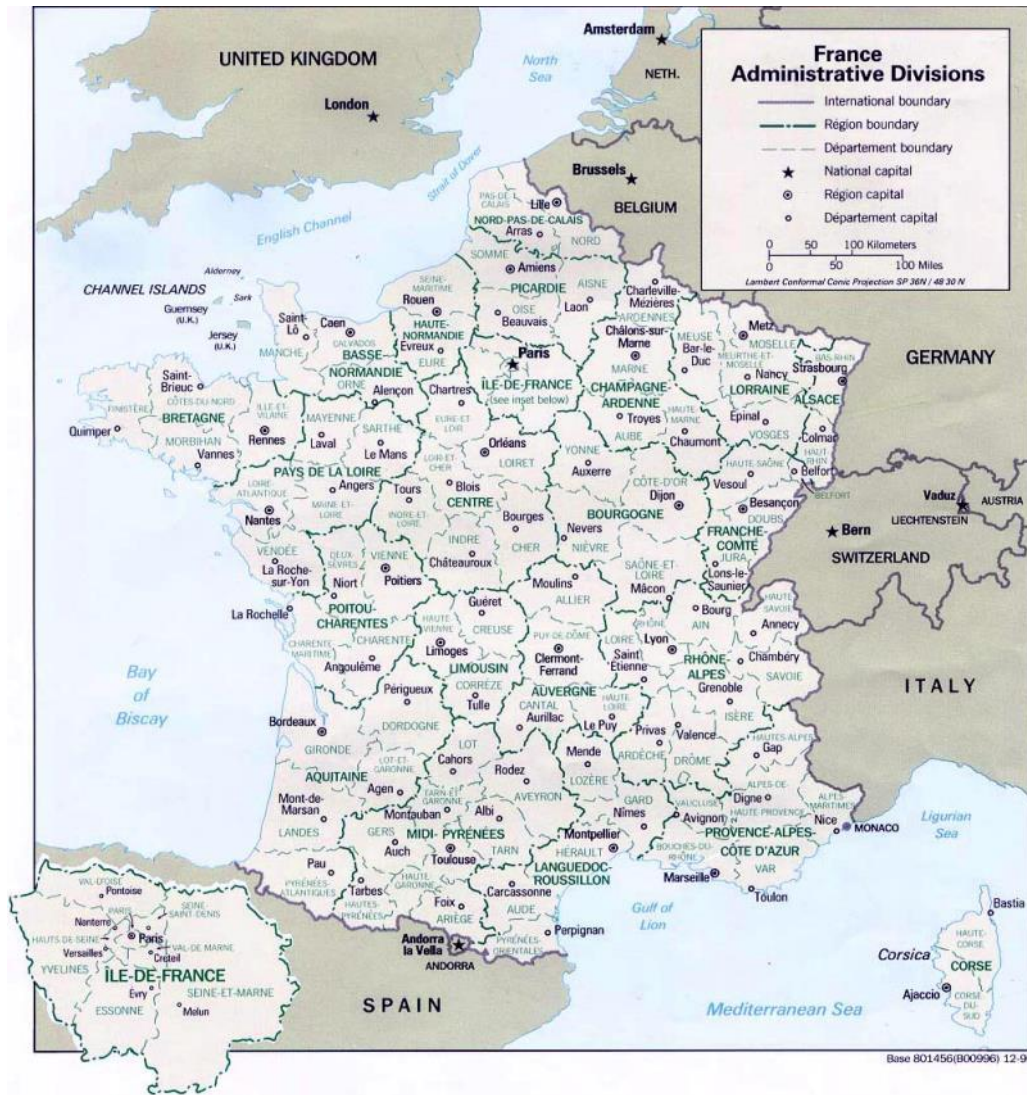 UNITED KINGDOM
London
North
Sea
Amsterdam
NETH.
Brussels
BELGIUM
Strait of Dover
English Channel
France
Administrative Divisions
International boundary
Région boundary
Département boundary
National capital
Région capital
Département capital
0 50 100 Kilometers
0 50 100 Miles
Lambert Conformal Conic Projection SP 36N / 48 30 N
CHANNEL ISLANDS
Alderney
Guernsey
(U.K.)
Sark
Jersey
(U.K.)
PAS-DE-
CALAIS
Lille
NORD-PAS-DE-CALAIS
Arras
NORD
SOMME
Amiens
PICARDIE
AISNE
OISE
Laon
Beauvais
SEINE-
MARITIME
Rouen
HAUTE-
NORMANDIE
Evreux
EURE
Charleville-
Mézières
ARDENNES
Châlons-sur-
Marne
MARNE
CHAMPAGNE
ARDENNE
Troyes
AUBE
HAUTE-
MARNE
Chaumont
MEUSE
Bar-le-
Duc
Metz
MOSELLE
MEURTHE-ET-
MOSELLE
Nancy
LORRAINE
Epinal
VOSGES
BAS-RHIN
Strasbourg
ALSACE
Colmar
HAUT-
RHIN
Belfort
BELFORT
GERMANY
Saint-
Lô
Caen
CALVADOS
MANCHE
BASSE
NORMANDIE
ORNE
Alençon
Paris
ÎLE-DE-FRANCE
(see inset below)
Chartres
EURE-ET
LOIR
Saint-
Brieuc
CÔTES-DU-NORD
FINISTÈRE
BRETAGNE
ILLE-ET-
VILAINE
Quimper
MORBIHAN
Rennes
Vannes
MAYENNE
Laval
SARTHE
Le Mans
PAYS DE LA LOIRE
LOIRE-
ATLANTIQUE
Angers
MAINE-ET-
LOIRE
Nantes
VENDÉE
La Roche-
sur-Yon
LOIR-ET-
CHER
Orléans
LOIRET
Blois
Tours
CENTRE
INDRE-ET-
LOIRE
Bourges
INDRE
CHER
Châteauroux
YONNE
Auxerre
CÔTE-D'OR
Dijon
BOURGOGNE
Nevers
NIÈVRE
SAÔNE-ET
LOIRE
Mâcon
HAUTE-SAÔNE
Vesoul
Besançon
DOUBS
FRANCHE-
COMTÉ
JURA
Lons-le-
Saunier
Bern
SWITZERLAND
Vaduz
LIECHTENSTEIN
AUSTRIA
DEUX-
SÈVRES
VIENNE
Niort
Poitiers
La Rochelle
POITOU-
CHARENTES
CHARENTE-
MARITIME
CHARENTE
Angoulême
Guéret
HAUTE-
VIENNE
CREUSE
Limoges
LIMOUSIN
CORRÈZE
Tulle
Moulins
ALLIER
PUY-DE-DÔME
Clermont-
Ferrand
AUVERGNE
CANTAL
Aurillac
HAUTE
LOIRE
Le Puy
Bourg
AIN
RHÔNE
LOIRE
Lyon
Saint
Etienne
RHÔNE-
ALPES
HAUTE
SAVOIE
Annecy
Chambéry
SAVOIE
Grenoble
ISÈRE
Privas
Valence
ARDÈCHE
DRÔME
ITALY
Bay
of
Biscay
Périgueux
DORDOGNE
Bordeaux
GIRONDE
AQUITAINE
LOT-ET-
GARONNE
Agen
Mont-de-
Marsan
LANDES
Pau
PYRÉNÉES-
ATLANTIQUES
LOT
Cahors
Rodez
AVEYRON
TARN-ET
GARONNE
Montauban
Albi
MIDI-PYRÉNÉES
GERS
Auch
Toulouse
TARN
Tarbes
HAUTE
GARONNE
HAUTES-
PYRÉNÉES
Foix
ARIÈGE
Mende
LOZÈRE
GARD
Nîmes
Montpellier
HÉRAULT
LANGUEDOC-
ROUSSILLON
Carcassonne
AUDE
PYRÉNÉES-
ORIENTALES
Perpignan
HAUTES-ALPES
Gap
ALPES-DE-
HAUTE-PROVENCE
Digne
ALPES-
MARITIMES
Nice
MONACO
VAUCLUSE
Avignon
PROVENCE-ALPES-
CÔTE D'AZUR
BOUCHES-DU-
RHÔNE
VAR
Marseille
Toulon
Gulf of
Lion
Ligurian
Sea
Bastia
HAUTE-
CORSE
Corsica
CORSE
Ajaccio
CORSE
DU-
SUD
Andorra
la Vella
ANDORRA
SPAIN
Mediterranean Sea
VAL-D'OISE
Pontoise
SEINE-
SAINT-DENIS
PARIS
Nanterre
Paris
HAUTS-DE-SEINE
VAL-DE MARNE
Versailles
Créteil
YVELINES
ÎLE-DE-FRANCE
Évry
SEINE-ET-MARNE
ESSONNE
Melun
Base 801456(B00996) 12-9